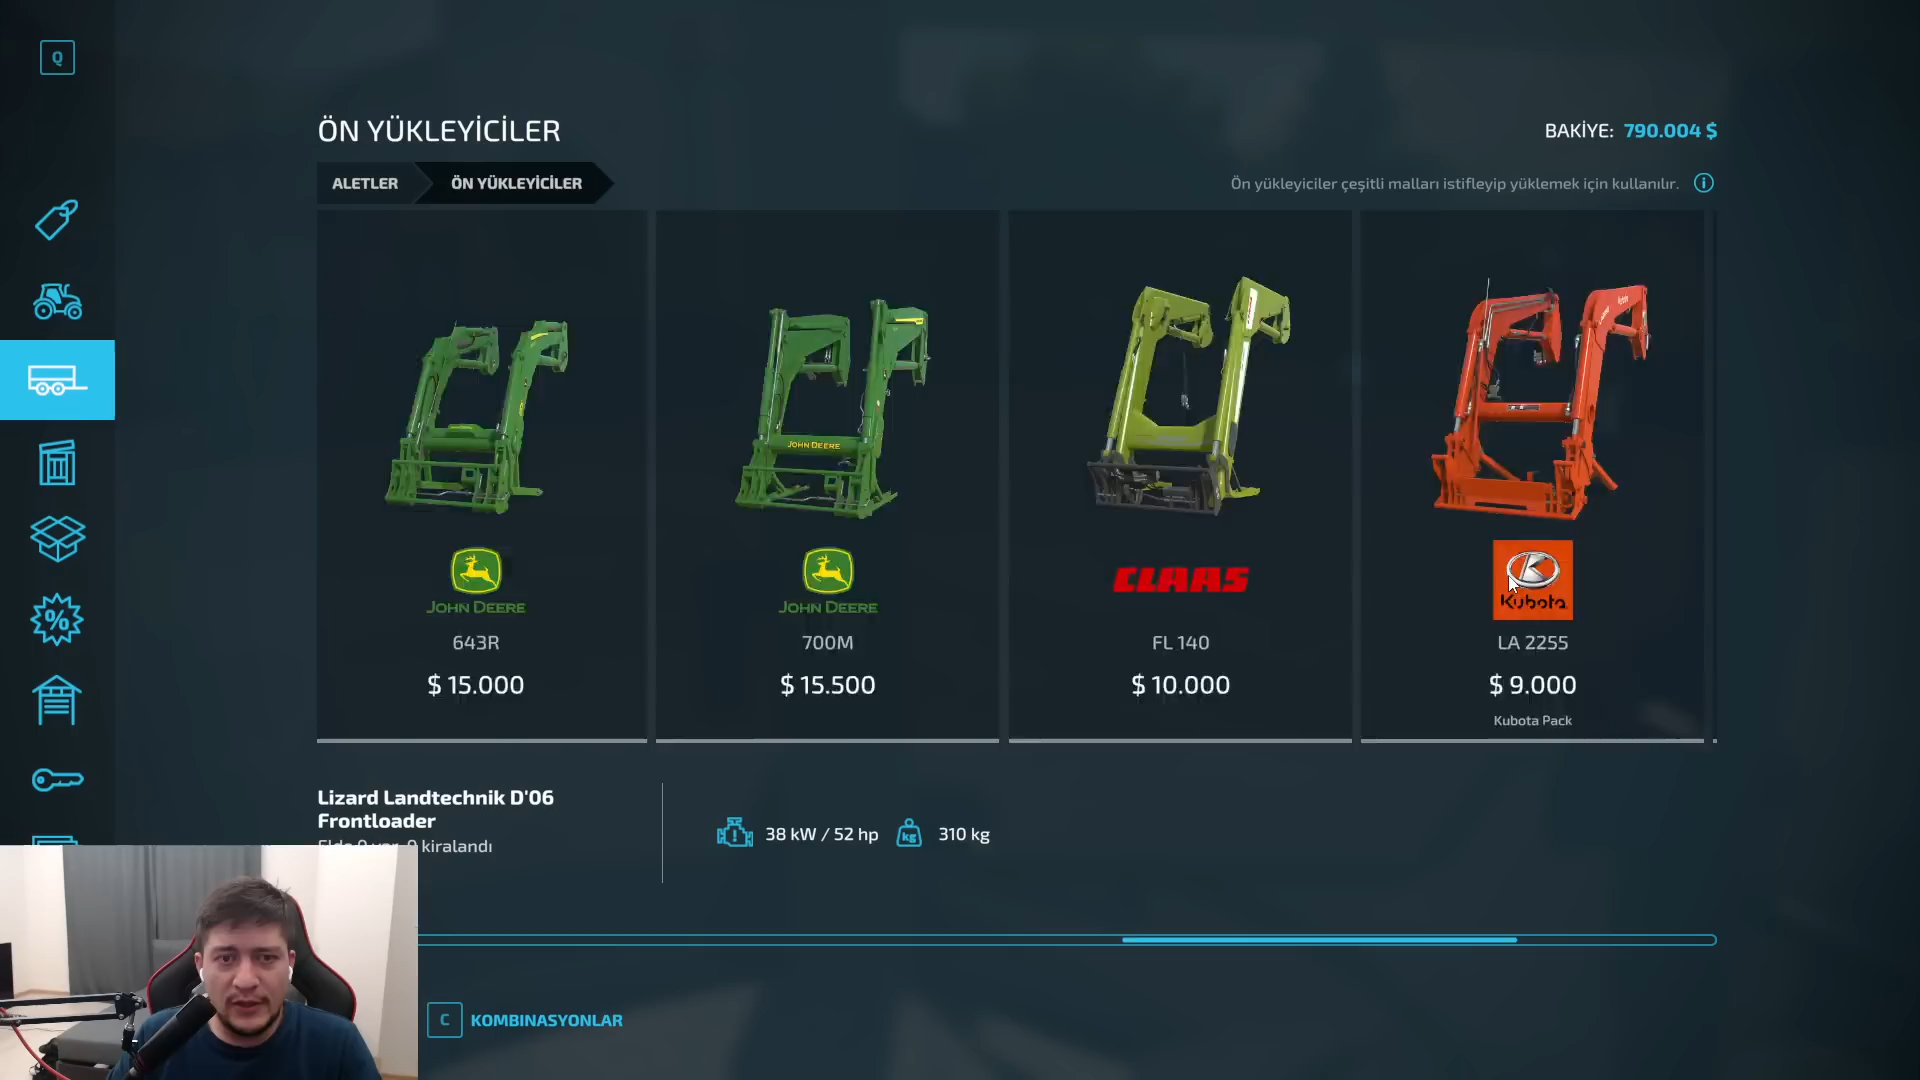 Q
ÖN YÜKLEYİCİLER
BAKİYE: 790.004 $
ALETLER
ÖN YÜKLEYİCİLER
Ön yükleyiciler çeşitli malları istifleyip yüklemek için kullanılır.
JOHN DEERE
JOHN DEERE
643R
$ 15.000
JOHN DEERE
700M
$ 15.500
CLAAS
FL 140
$ 10.000
Kubota
LA 2255
$ 9.000
Kubota Pack
Lizard Landtechnik D'06
Frontloader
kiralandı
38 kW / 52 hp
kg
310 kg
C
KOMBINASYONLAR